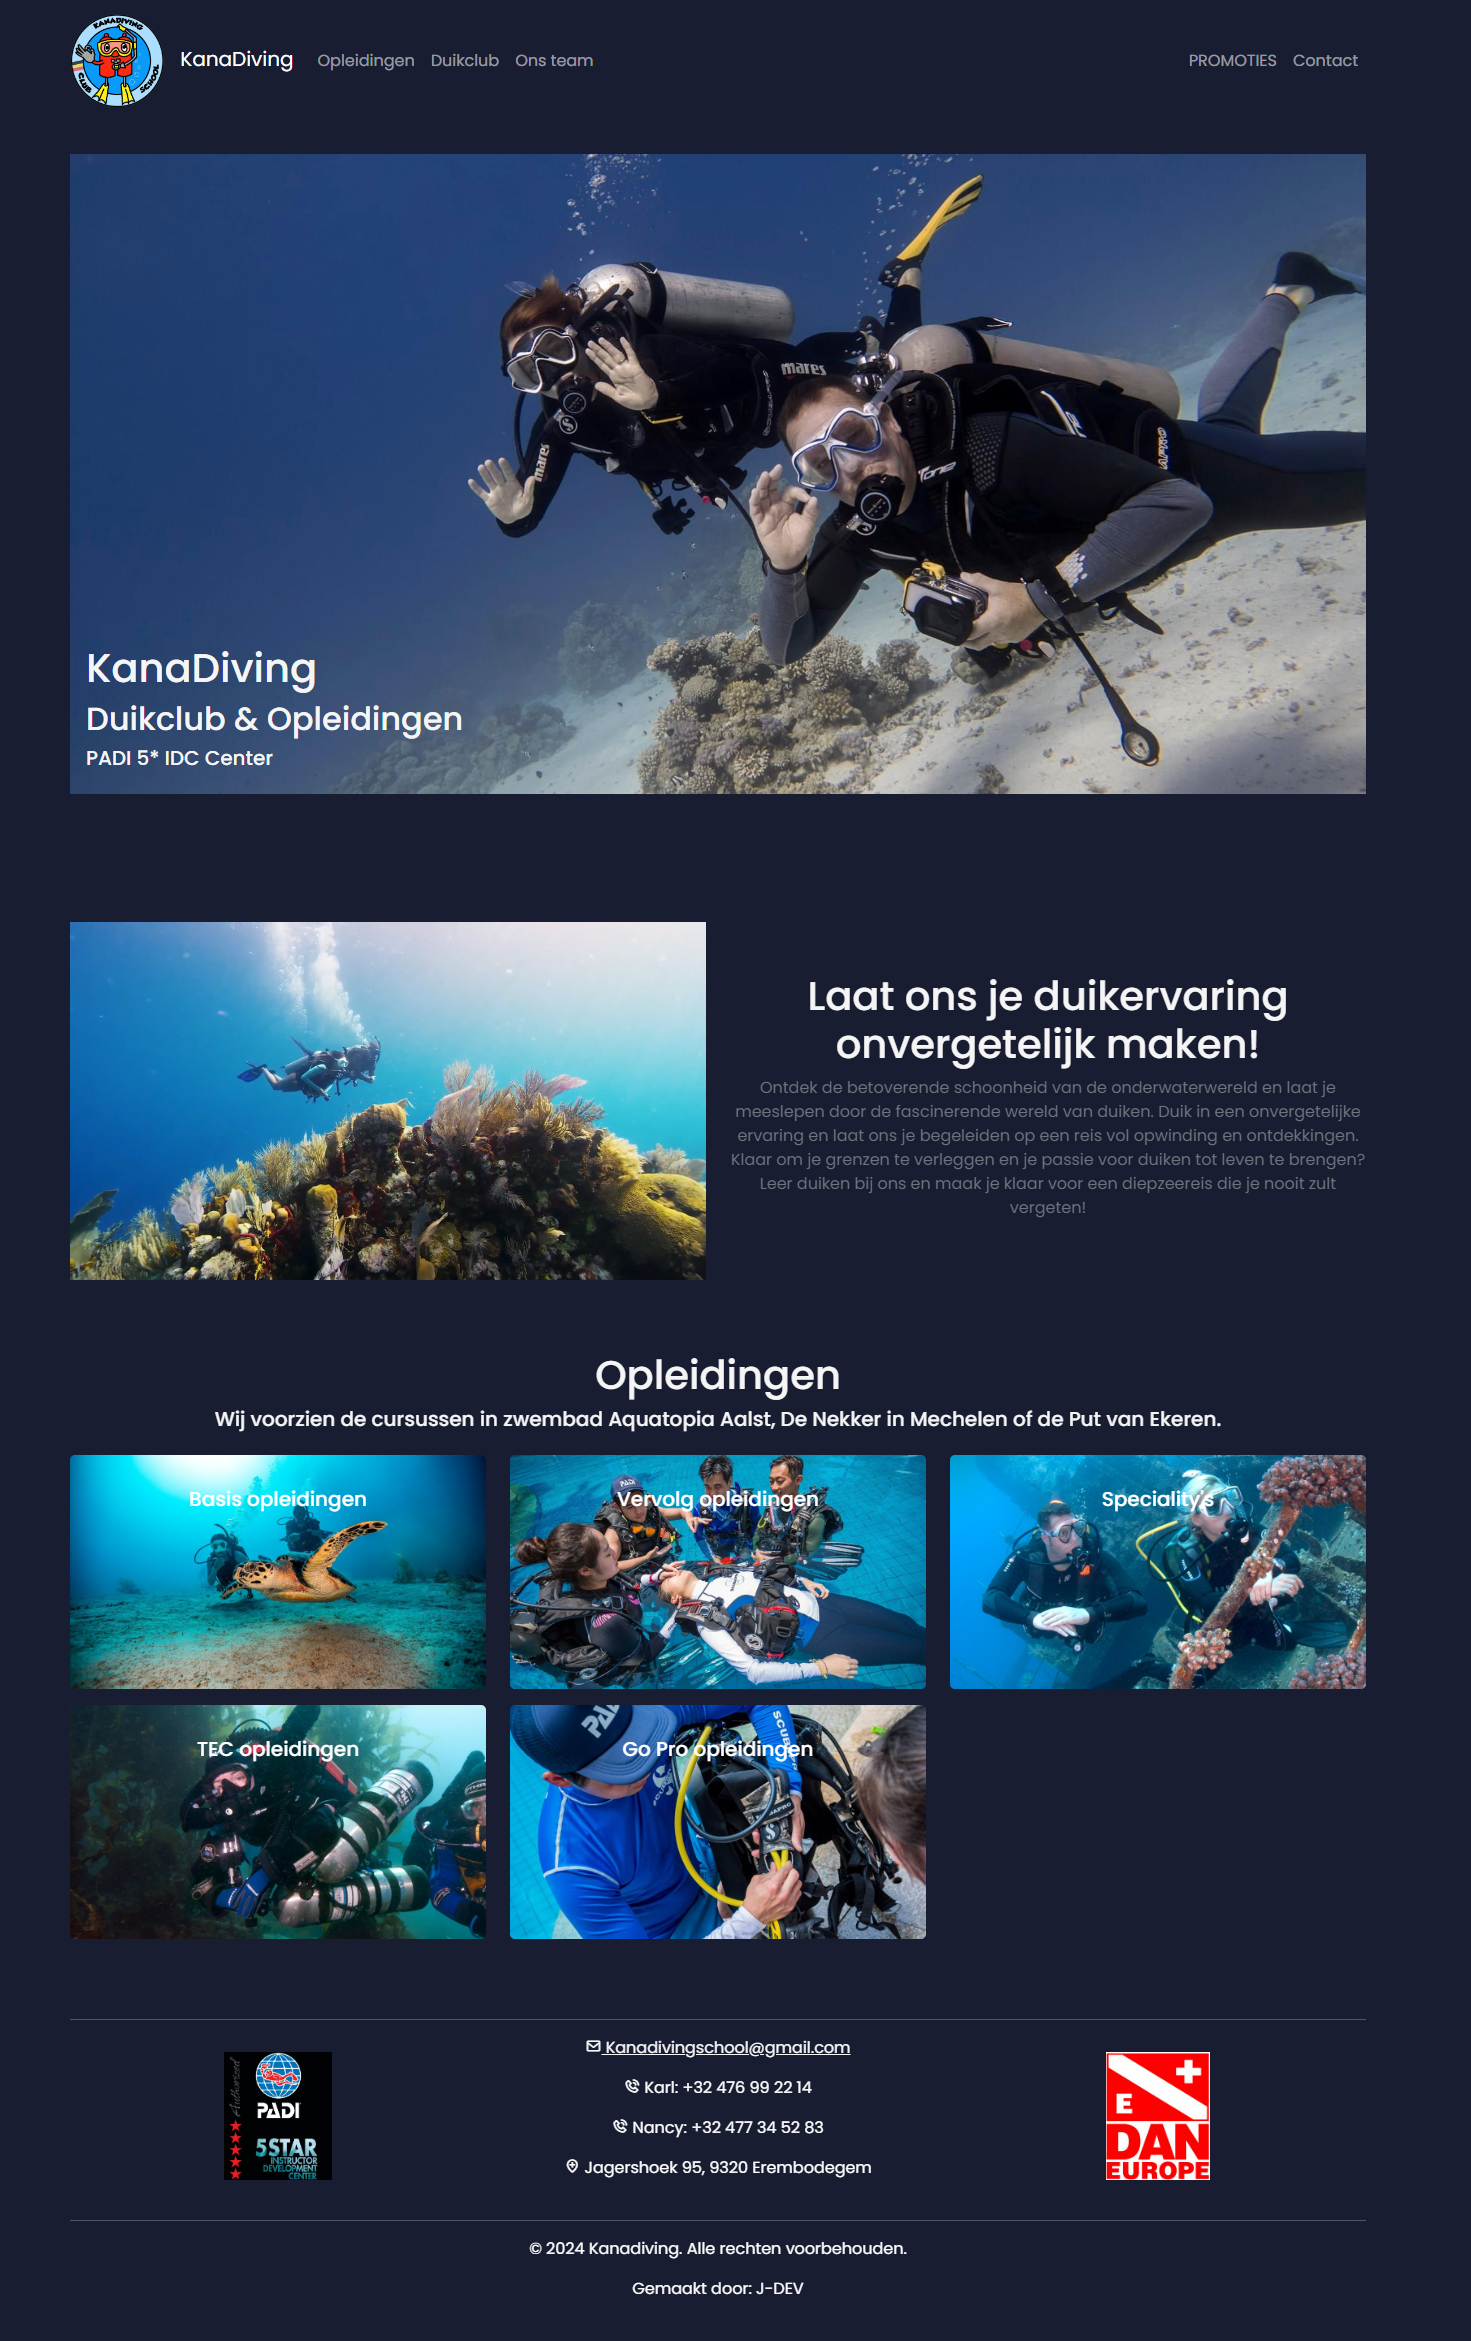 KANADIVING
CLUB SCHOOL
KanaDiving
Opleidingen
Duikclub
Ons team
PROMOTIES
Contact
mares
mares
KanaDiving
Duikclub & Opleidingen
PADI 5* IDC Center
Laat ons je duikervaring
onvergetelijk maken!
Ontdek de betoverende schoonheid van de onderwaterwereld en laat je
meeslepen door de fascinerende wereld van duiken. Duik in een onvergetelijke
ervaring en laat ons je begeleiden op een reis vol opwinding en ontdekkingen.
Klaar om je grenzen te verleggen en je passie voor duiken tot leven te brengen?
Leer duiken bij ons en maak je klaar voor een diepzeereis die je nooit zult
vergeten!
Opleidingen
Wij voorzien de cursussen in zwembad Aquatopia Aalst, De Nekker in Mechelen of de Put van Ekeren.
Basis opleidingen
PADI
Vervolg opleidingen
Speciality's
TEC opleidingen
Go Pro opleidingen
Kanadivingschool@gmail.com
Karl: +32 476 99 22 14
Nancy: +32 477 34 52 83
Jagershoek 95, 9320 Erembodegem
Authorized
PADI
5 STAR
INSTRUCTOR
DEVELOPMENT
CENTER
E
DAN
EUROPE
© 2024 Kanadiving. Alle rechten voorbehouden.
Gemaakt door: J-DEV